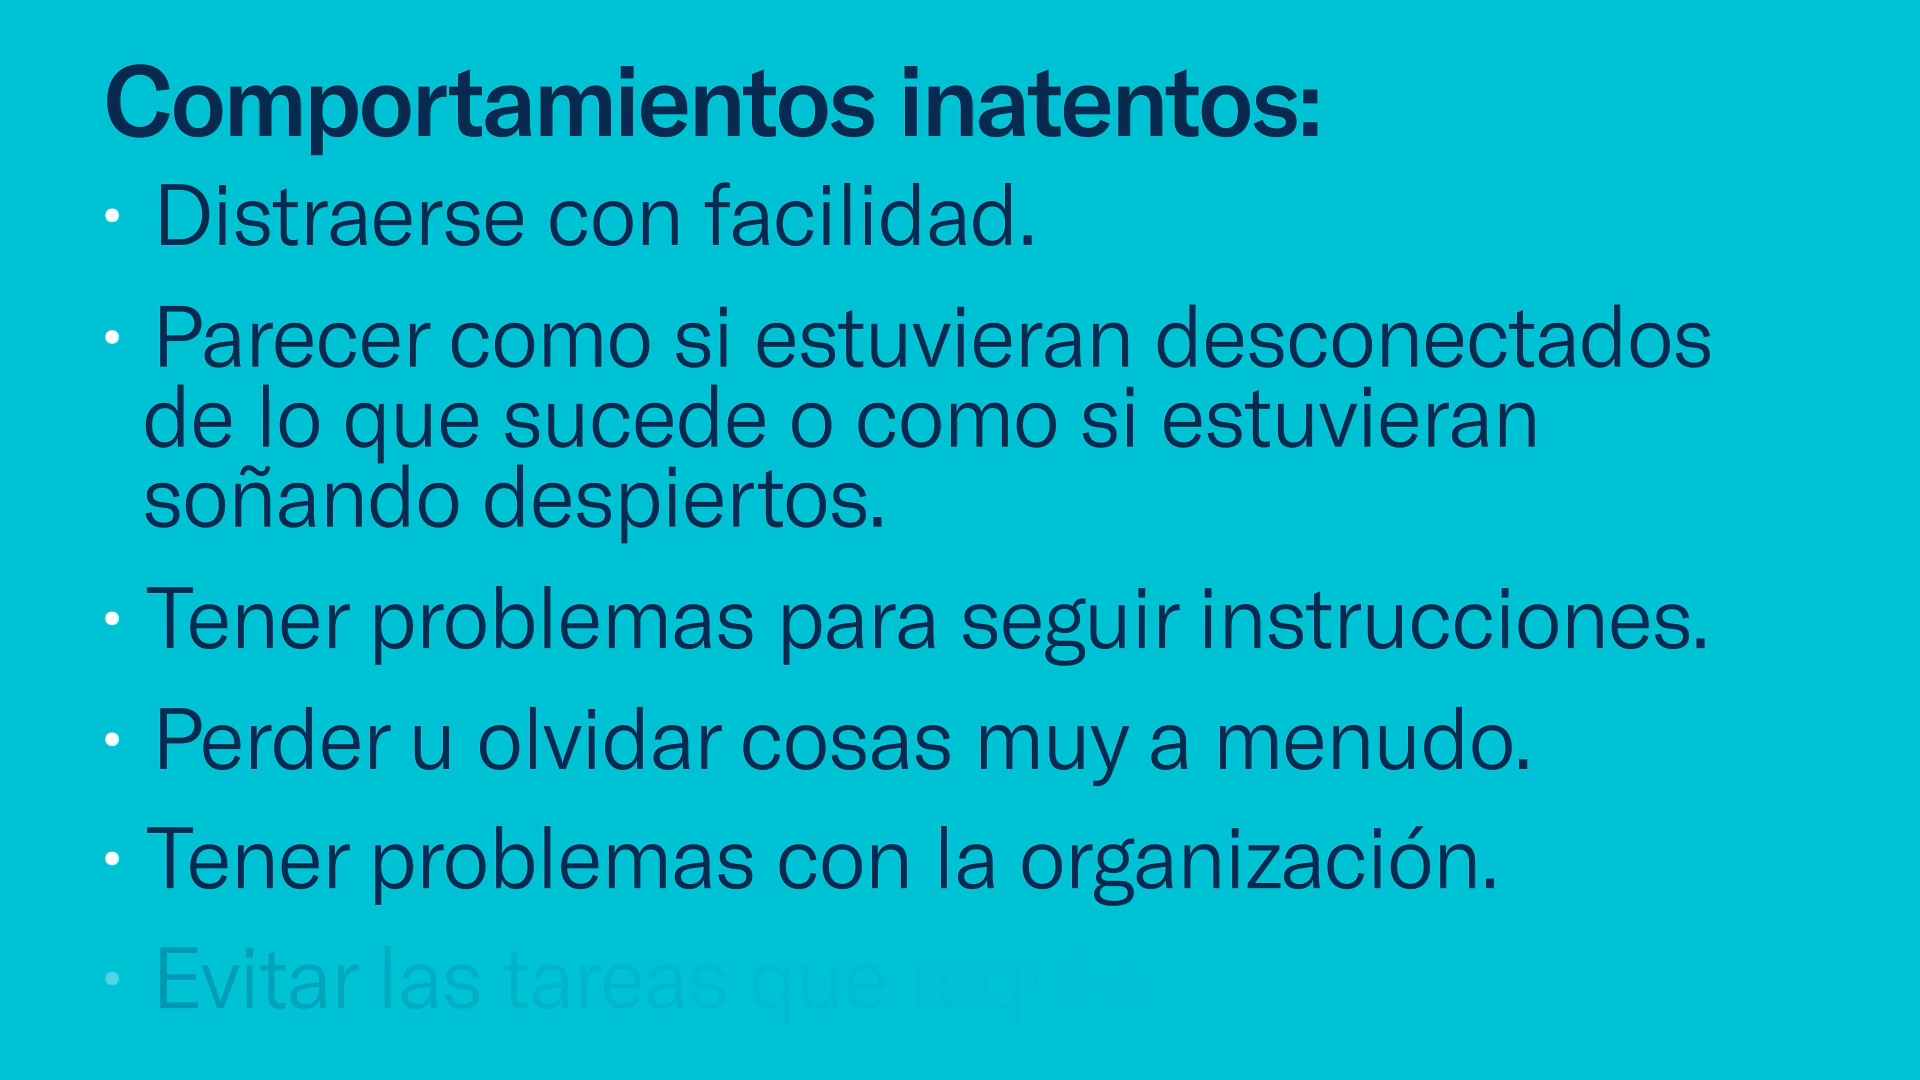 Comportamientos inatentos:
• Distraerse con facilidad.
• Parecer como si estuvieran desconectados
de lo que sucede o como si estuvieran
soñando despiertos.
• Tener problemas para seguir instrucciones.
• Perder u olvidar cosas muy a menudo.
• Tener problemas con la organización.
• Evitar las tareas que